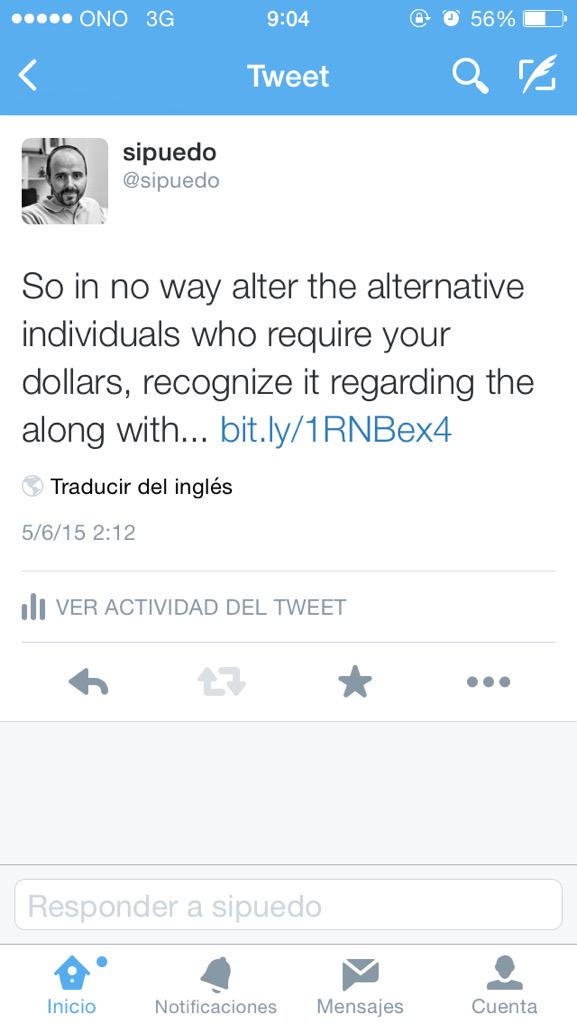 ONO 3G 9:04 56%
Tweet
sipuedo
@sipuedo
So in no way alter the alternative
individuals who require your
dollars, recognize it regarding the
along with... bit.ly/1RNBex4
Traducir del inglés
5/6/15 2:12
VER ACTIVIDAD DEL TWEET
Responder a sipuedo
Inicio Notificaciones Mensajes Cuenta